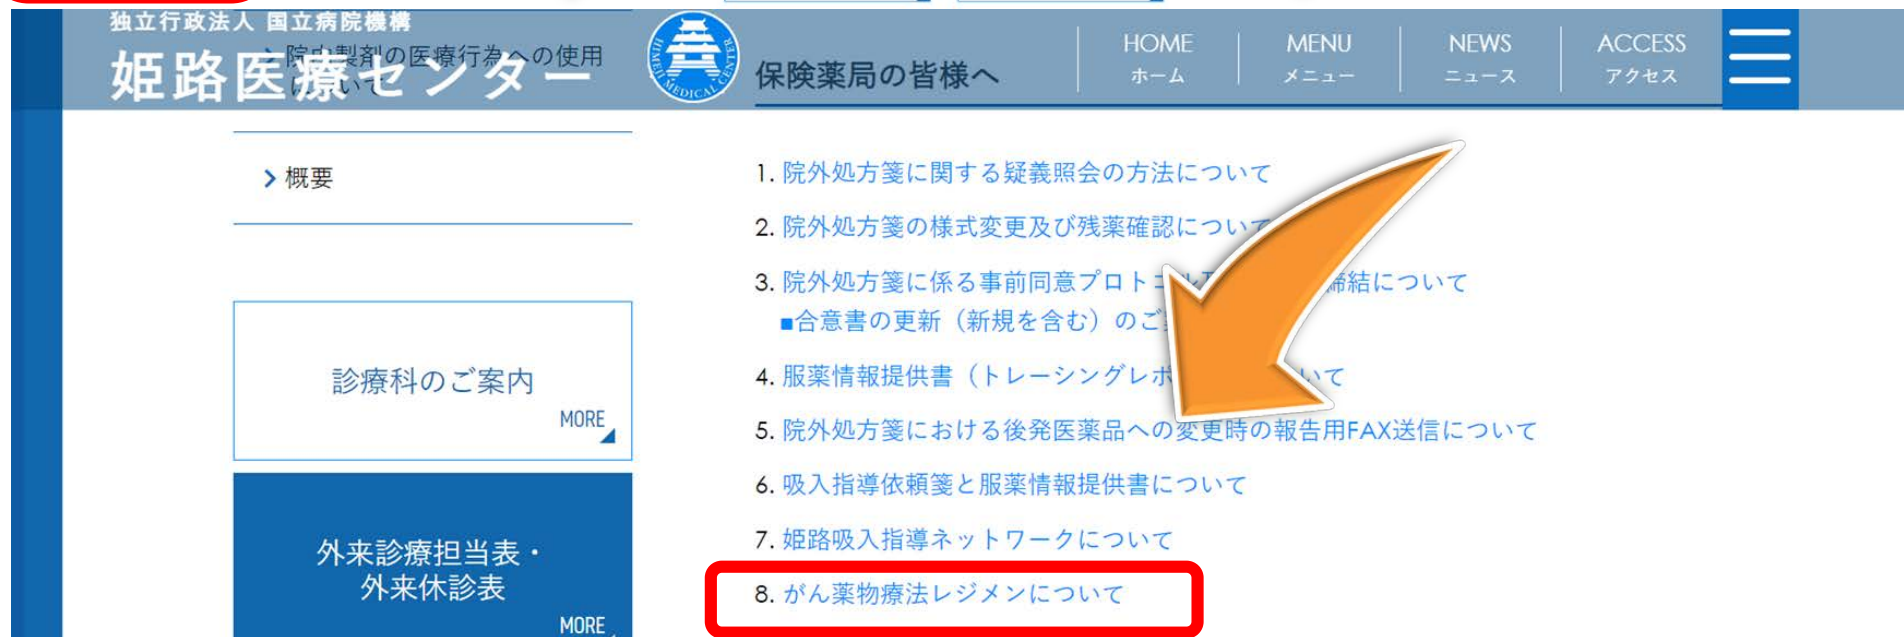 独立行政法人 国立病院機構
姫路医療センター
院内製剤の医療行為への使用
について
HIMEJI MEDICAL CENTER
保険薬局の皆様へ
HOME
ホーム
MENU
メニュー
NEWS
ニュース
ACCESS
アクセス
概要
診療科のご案内
MORE
外来診療担当表・
外来休診表
MORE
1. 院外処方箋に関する疑義照会の方法について
2. 院外処方箋の様式変更及び残薬確認について
3. 院外処方箋に係る事前同意プロトコル 締結について
■合意書の更新（新規を含む）のご
4. 服薬情報提供書（トレーシングレポ いて
5. 院外処方箋における後発医薬品への変更時の報告用FAX送信について
6. 吸入指導依頼箋と服薬情報提供書について
7. 姫路吸入指導ネットワークについて
8. がん薬物療法レジメンについて